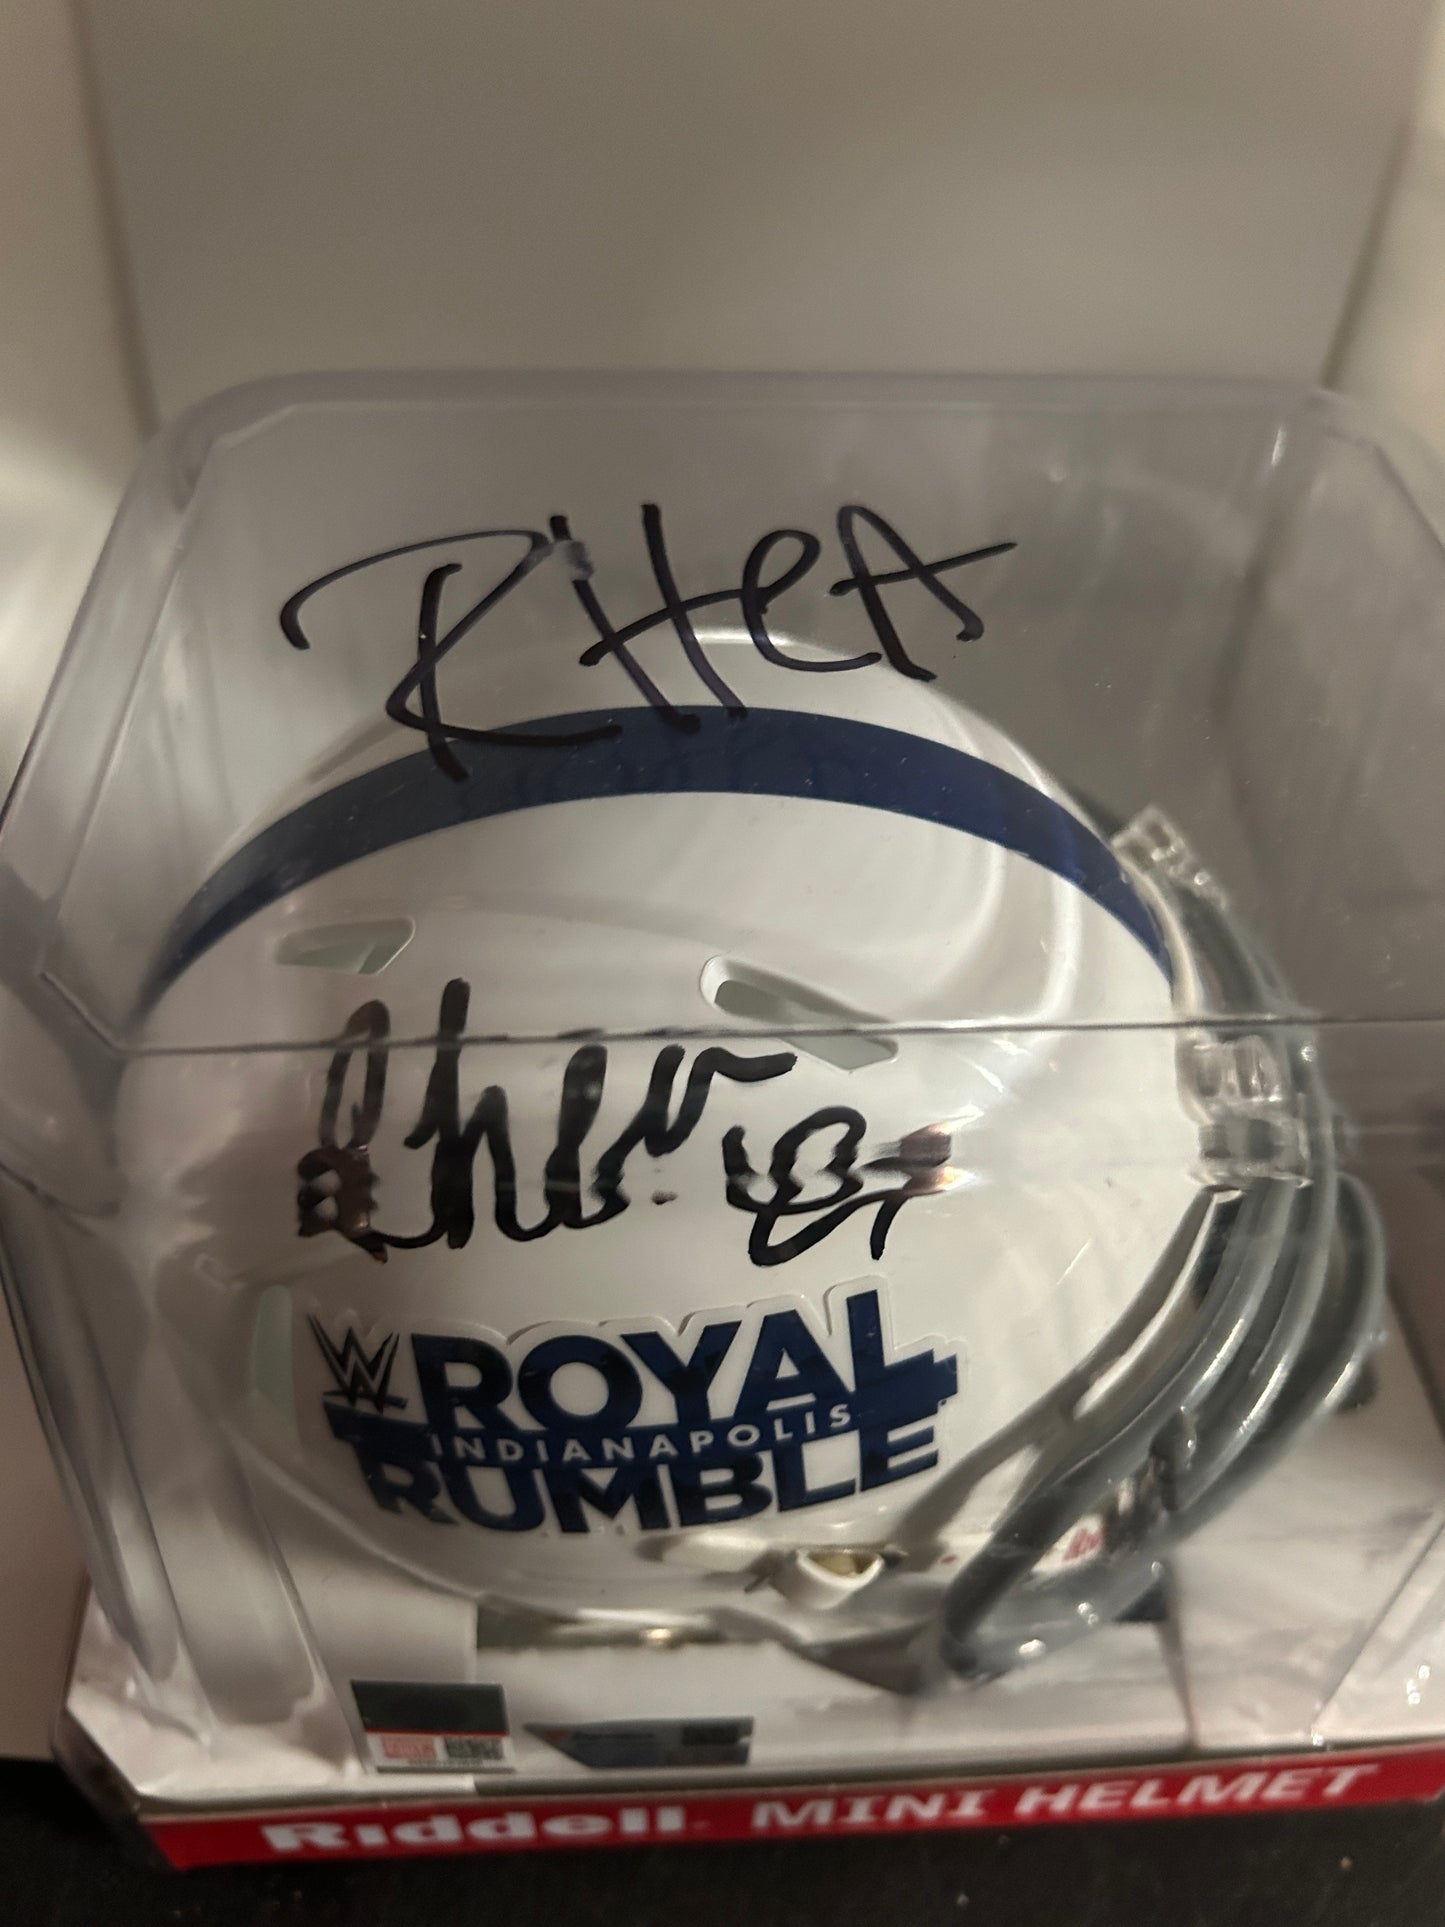 RHeA
W ROYAL
INDIANAPOLIS
RUMBLE
Riddell MINI HELMET